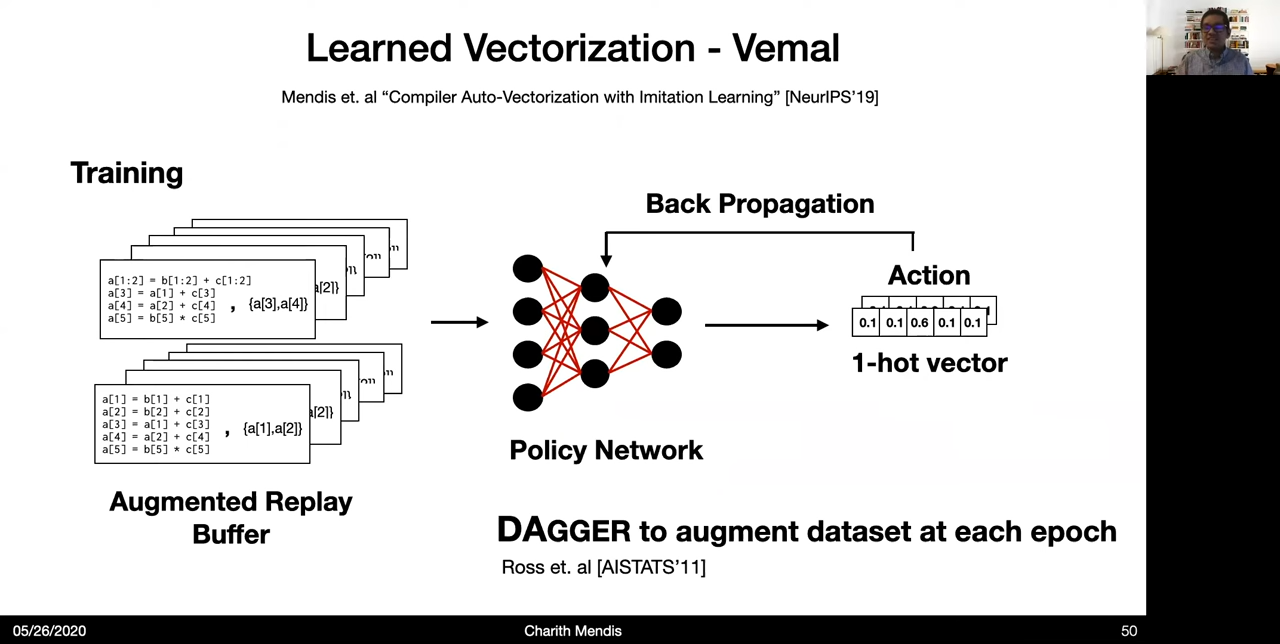 Learned Vectorization - Vemal
Mendis et. al “Compiler Auto-Vectorization with Imitation Learning” [NeurIPS’19]
Training
a[1:2] = b[1:2] + c[1:2]
a[3] = a[1] + c[3]
a[4] = a[2] + c[4]
a[5] = b[5] * c[5]
, {a[3],a[4]}
a[2]}
a[1] = b[1] + c[1]
a[2] = b[2] + c[2]
a[3] = a[1] + c[3]
a[4] = a[2] + c[4]
a[5] = b[5] * c[5]
, {a[1],a[2]}
a[2]}
Augmented Replay
Buffer
Back Propagation
Policy Network
Action
0.1 0.1 0.6 0.1 0.1
1-hot vector
DAGGER to augment dataset at each epoch
Ross et. al [AISTATS’11]
05/26/2020
Charith Mendis
50